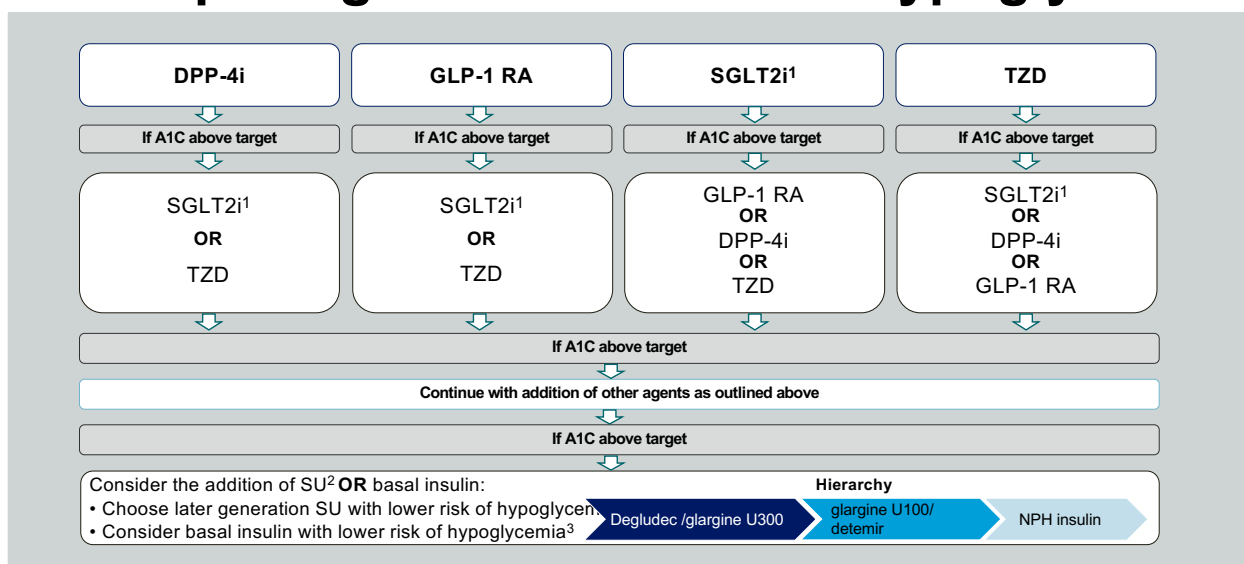 DPP-4i
GLP-1 RA
SGLT2i¹
TZD
If A1C above target
If A1C above target
If A1C above target
If A1C above target
SGLT2i¹
OR
TZD
SGLT2i¹
OR
TZD
GLP-1 RA
OR
DPP-4i
OR
TZD
SGLT2i¹
OR
DPP-4i
OR
GLP-1 RA
If A1C above target
Continue with addition of other agents as outlined above
If A1C above target
Consider the addition of SU² OR basal insulin:
• Choose later generation SU with lower risk of hypoglycem
• Consider basal insulin with lower risk of hypoglycemia³
Hierarchy
Degludec /glargine U300
glargine U100/
detemir
NPH insulin